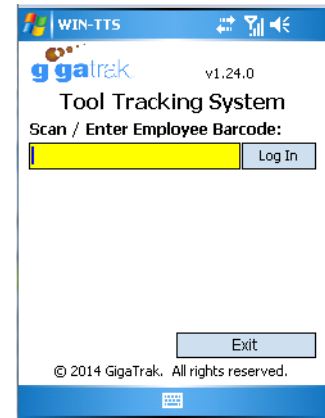 WIN-TTS
gigatrak
v1.24.0
Tool Tracking System
Scan / Enter Employee Barcode:
Log In
Exit
© 2014 GigaTrak. All rights reserved.